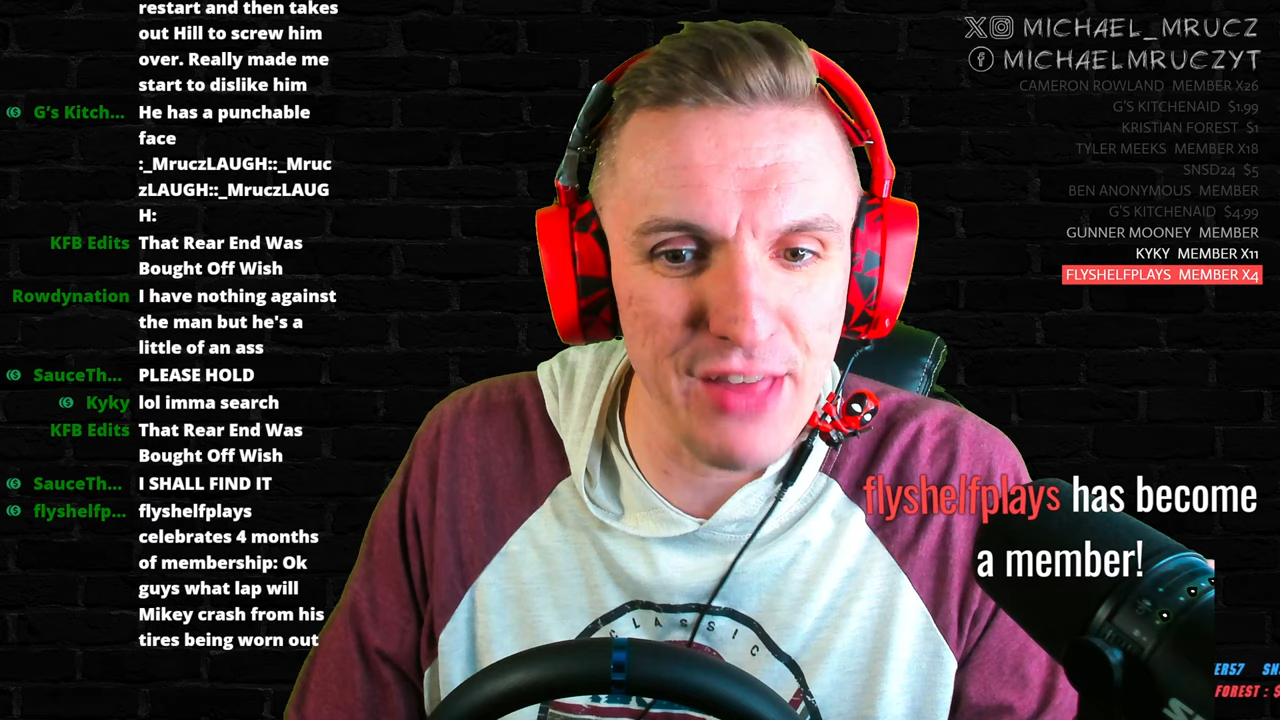 restart and then takes
out Hill to screw him
over. Really made me
start to dislike him
G's Kitch... He has a punchable
face
:_MruczLAUGH::_Mruc
zLAUGH::_MruczLAUG
H:
KFB Edits That Rear End Was
Bought Off Wish
Rowdynation I have nothing against
the man but he's a
little of an ass
SauceTh... PLEASE HOLD
Kyky lol imma search
KFB Edits That Rear End Was
Bought Off Wish
SauceTh... I SHALL FIND IT
flyshelfp... flyshelfplays
celebrates 4 months
of membership: Ok
guys what lap will
Mikey crash from his
tires being worn out
MICHAEL_MRUCZ
MICHAELMRUCZYT
CAMERON ROWLAND MEMBER X26
G'S KITCHENAID $1.99
KRISTIAN FOREST $1
TYLER MEEKS MEMBER X18
SNSD24 $5
BEN ANONYMOUS MEMBER
G'S KITCHENAID $4.99
GUNNER MOONEY MEMBER
KYKY MEMBER X11
FLYSHELFPLAYS MEMBER X4
flyshelfplays has become
a member!
CLASSIC
ER57 SH
FOREST : $